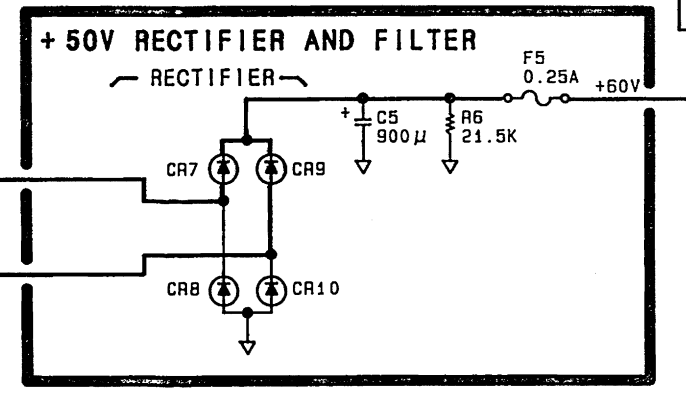 +50V RECTIFIER AND FILTER
RECTIFIER
F5
0.25A
+60V
+ C5
900μ
R6
21.5K
CR7
CR9
CR8
CR10